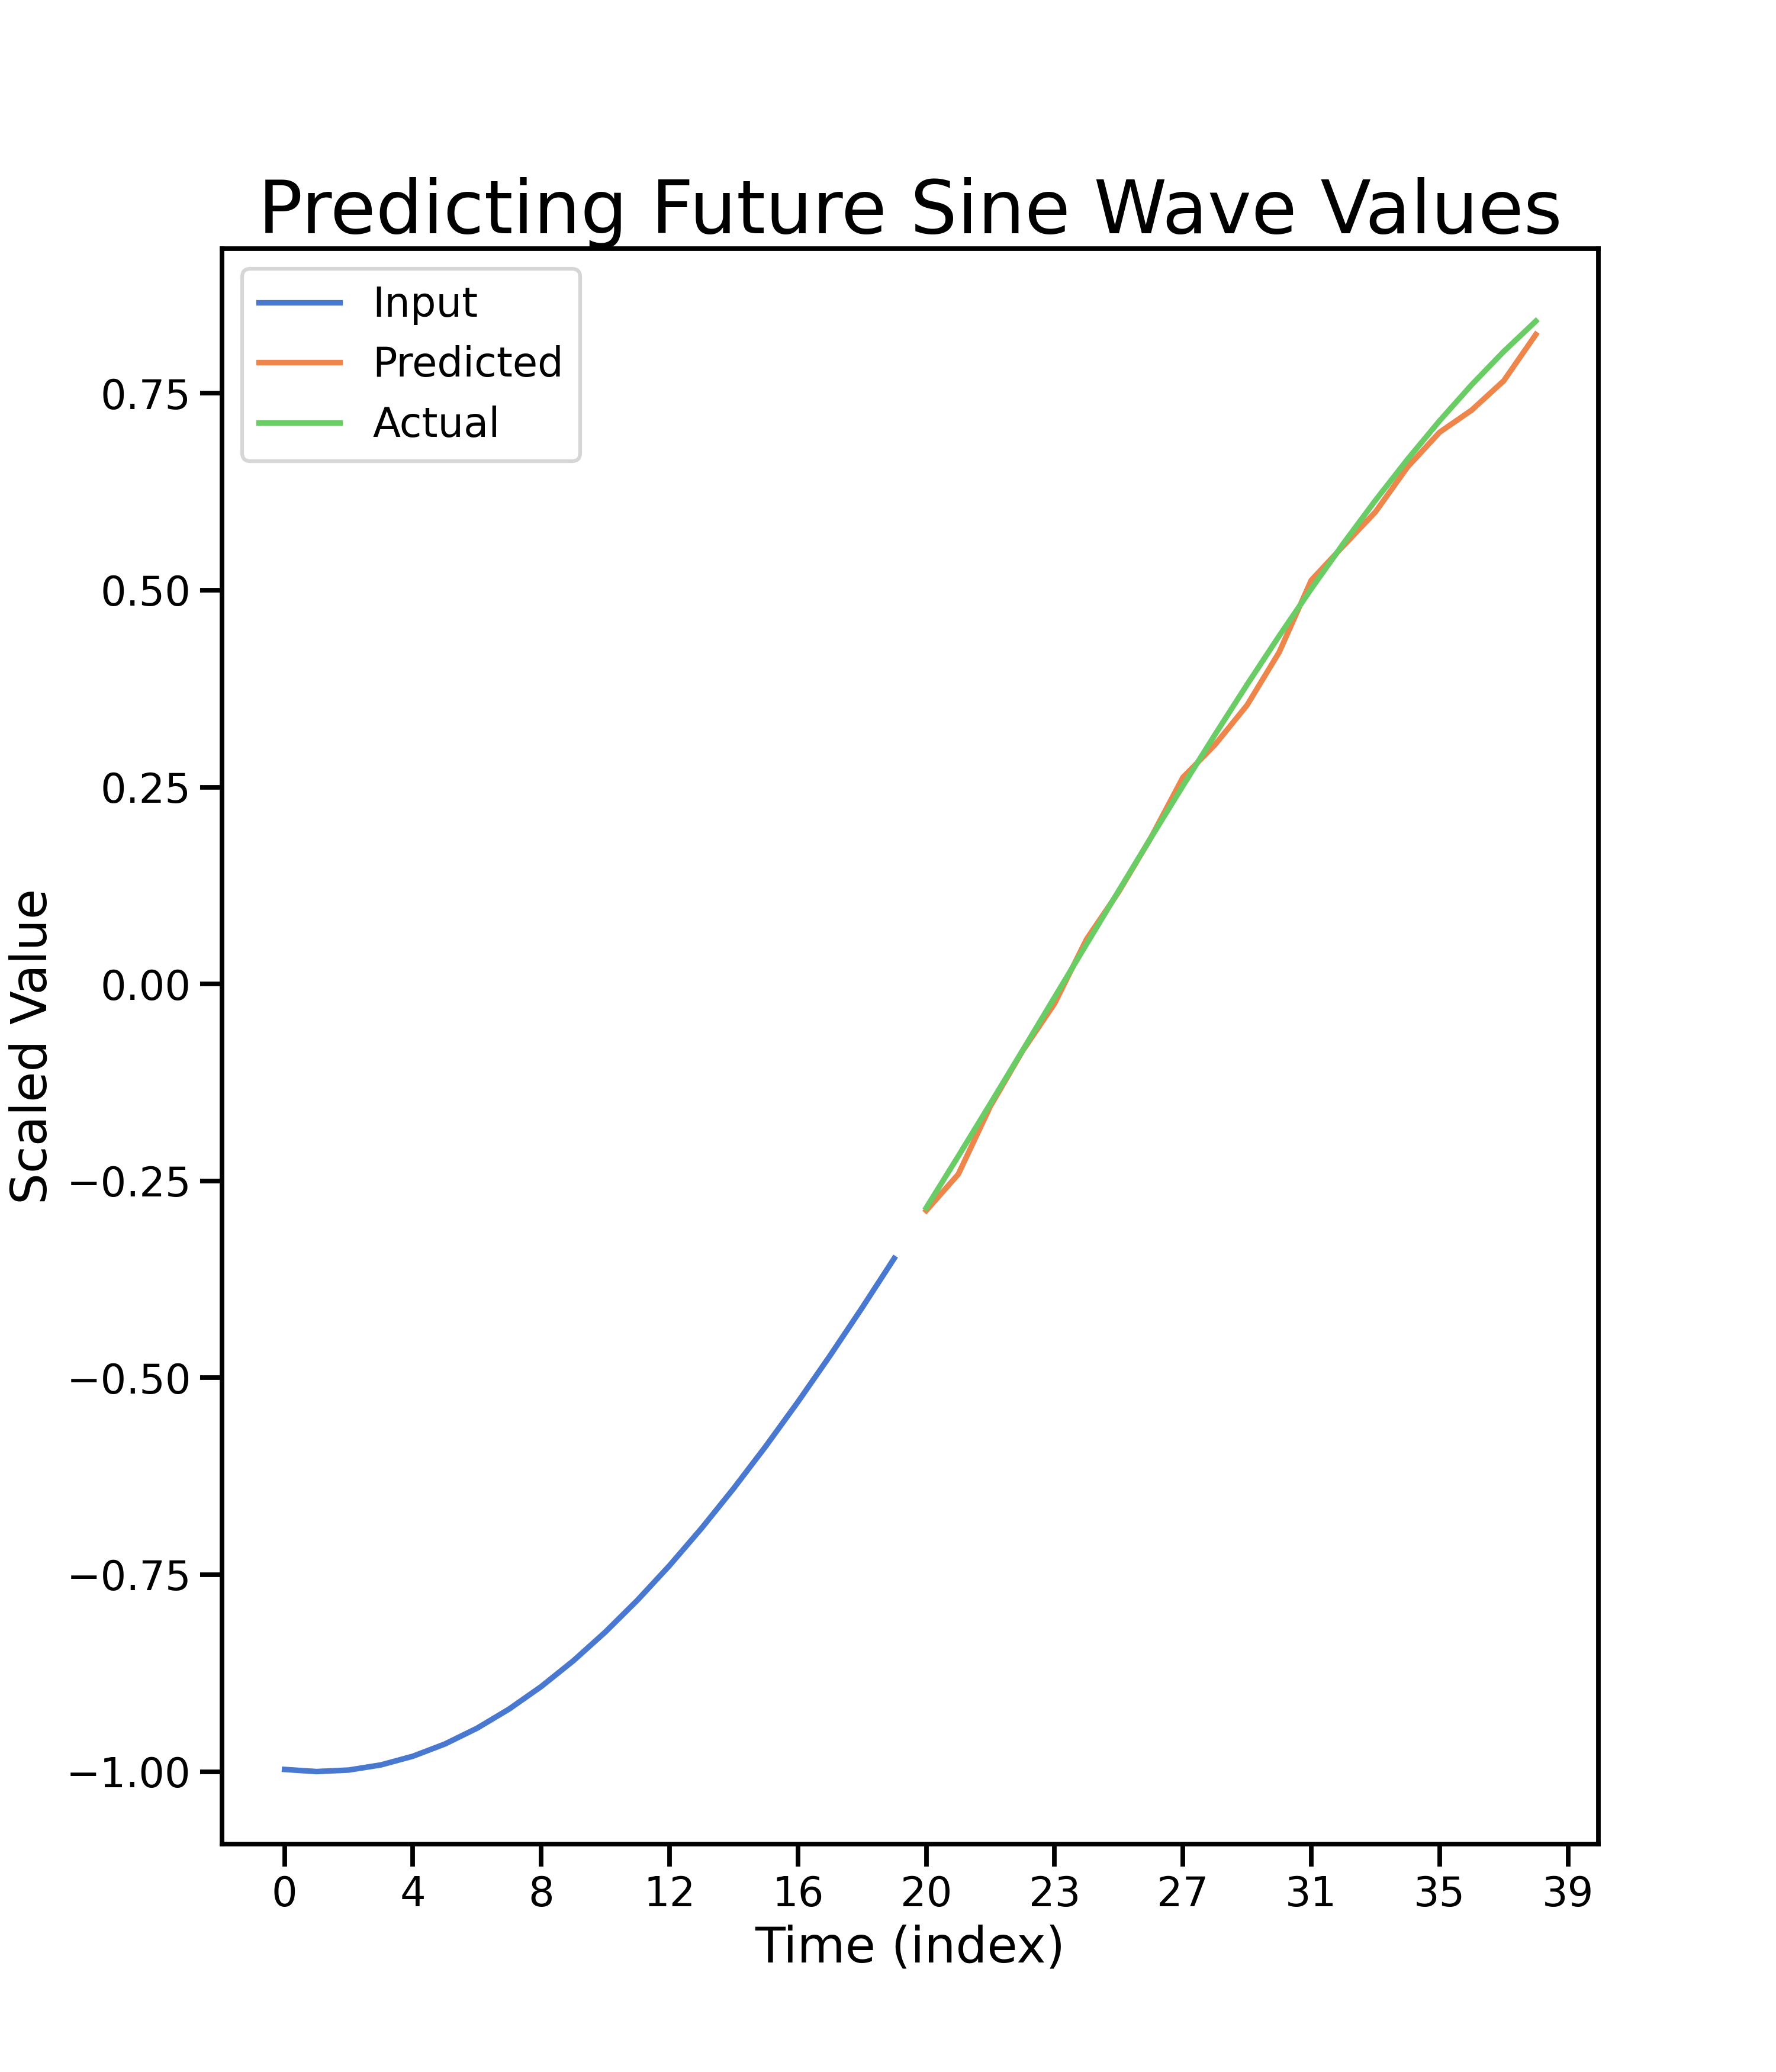 Predicting Future Sine Wave Values
Input
Predicted
Actual
Scaled Value
0.75
0.50
0.25
0.00
−0.25
−0.50
−0.75
−1.00
0 4 8 12 16 20 23 27 31 35 39
Time (index)